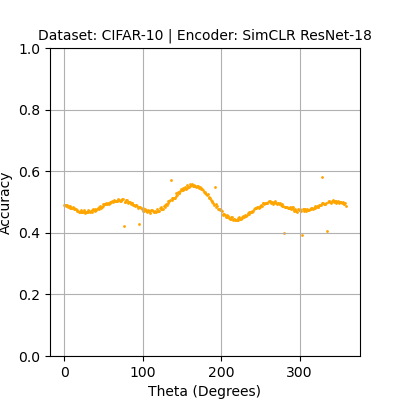 Dataset: CIFAR-10 | Encoder: SimCLR ResNet-18
1.0
0.8
0.6
0.4
0.2
0.0
Accuracy
0 100 200 300
Theta (Degrees)